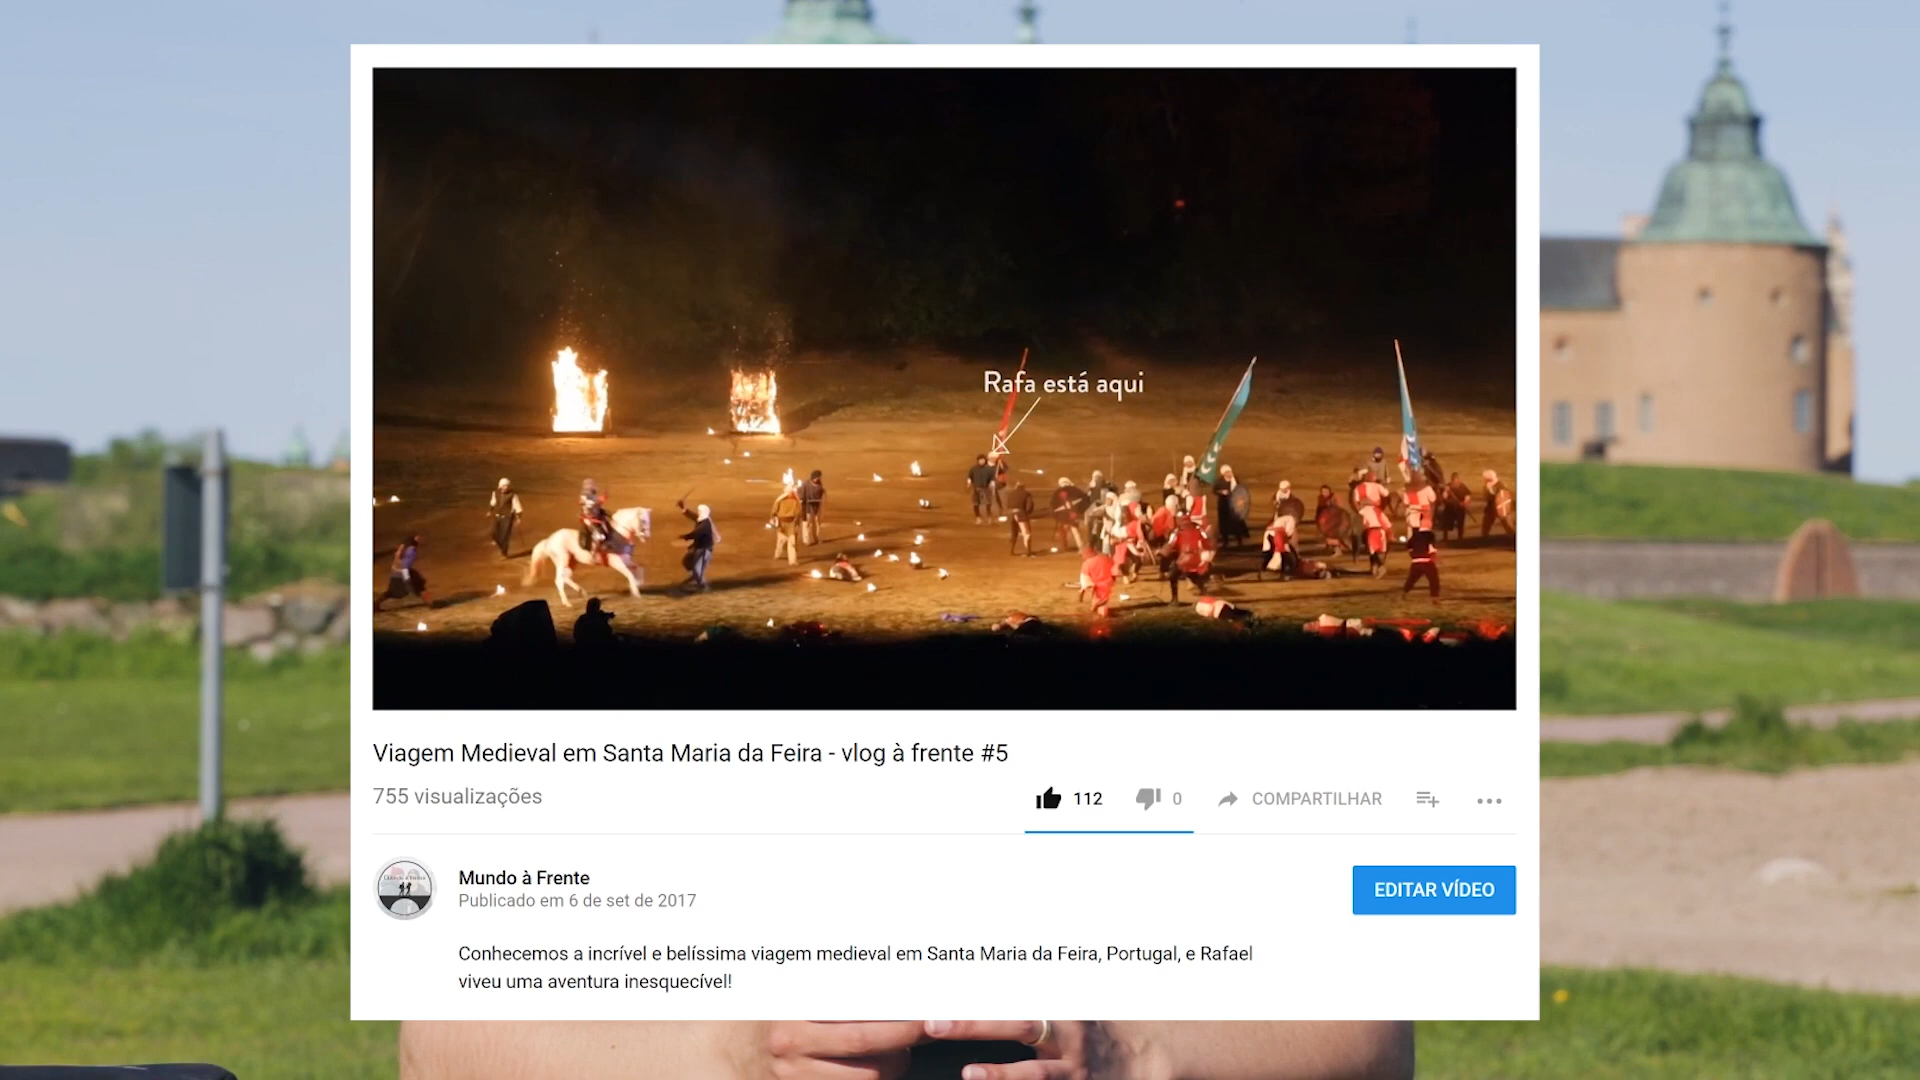 Rafa está aqui
Viagem Medieval em Santa Maria da Feira - vlog à frente #5
755 visualizações
112
0
COMPARTILHAR
Mundo à Frente
Publicado em 6 de set de 2017
EDITAR VÍDEO
Conhecemos a incrível e belíssima viagem medieval em Santa Maria da Feira, Portugal, e Rafael
viveu uma aventura inesquecível!